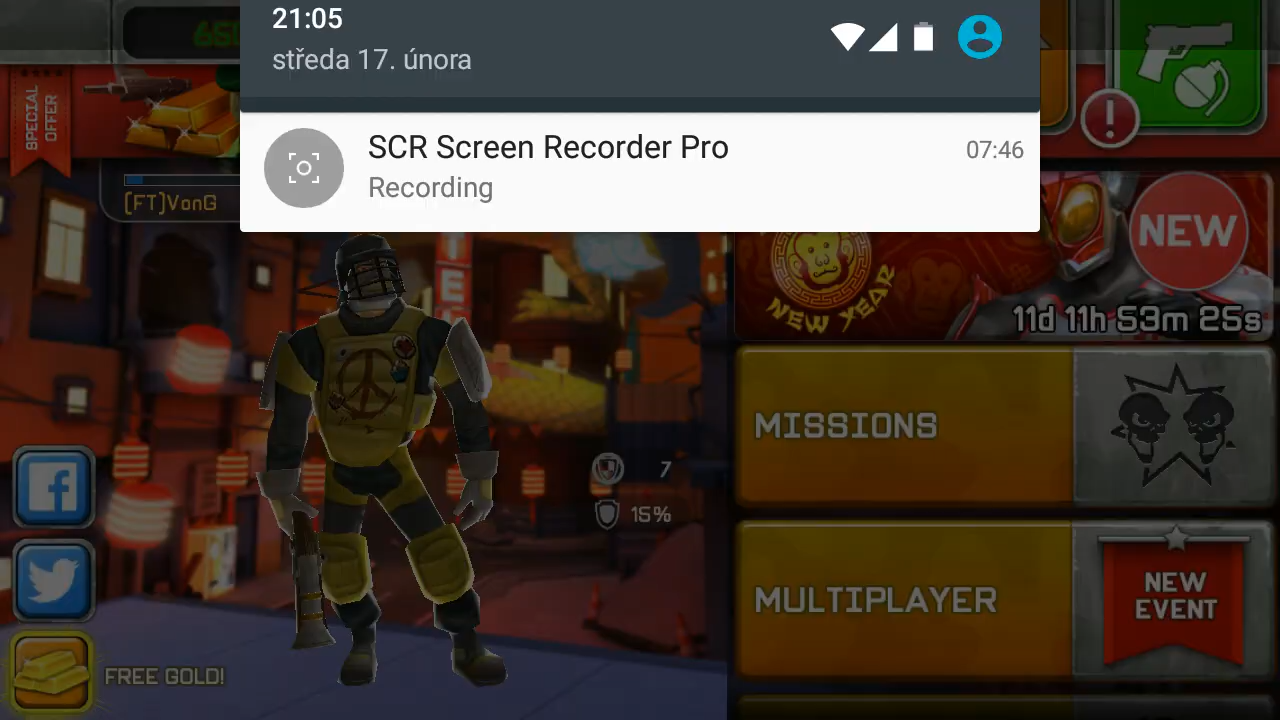 21:05
středa 17. února
SCR Screen Recorder Pro
07:46
Recording
SPECIAL
OFFER
[FT]VanG
NEW
NEW YEAR
11d 11h 53m 25s
MISSIONS
7
15%
MULTIPLAYER
NEW
EVENT
FREE GOLD!